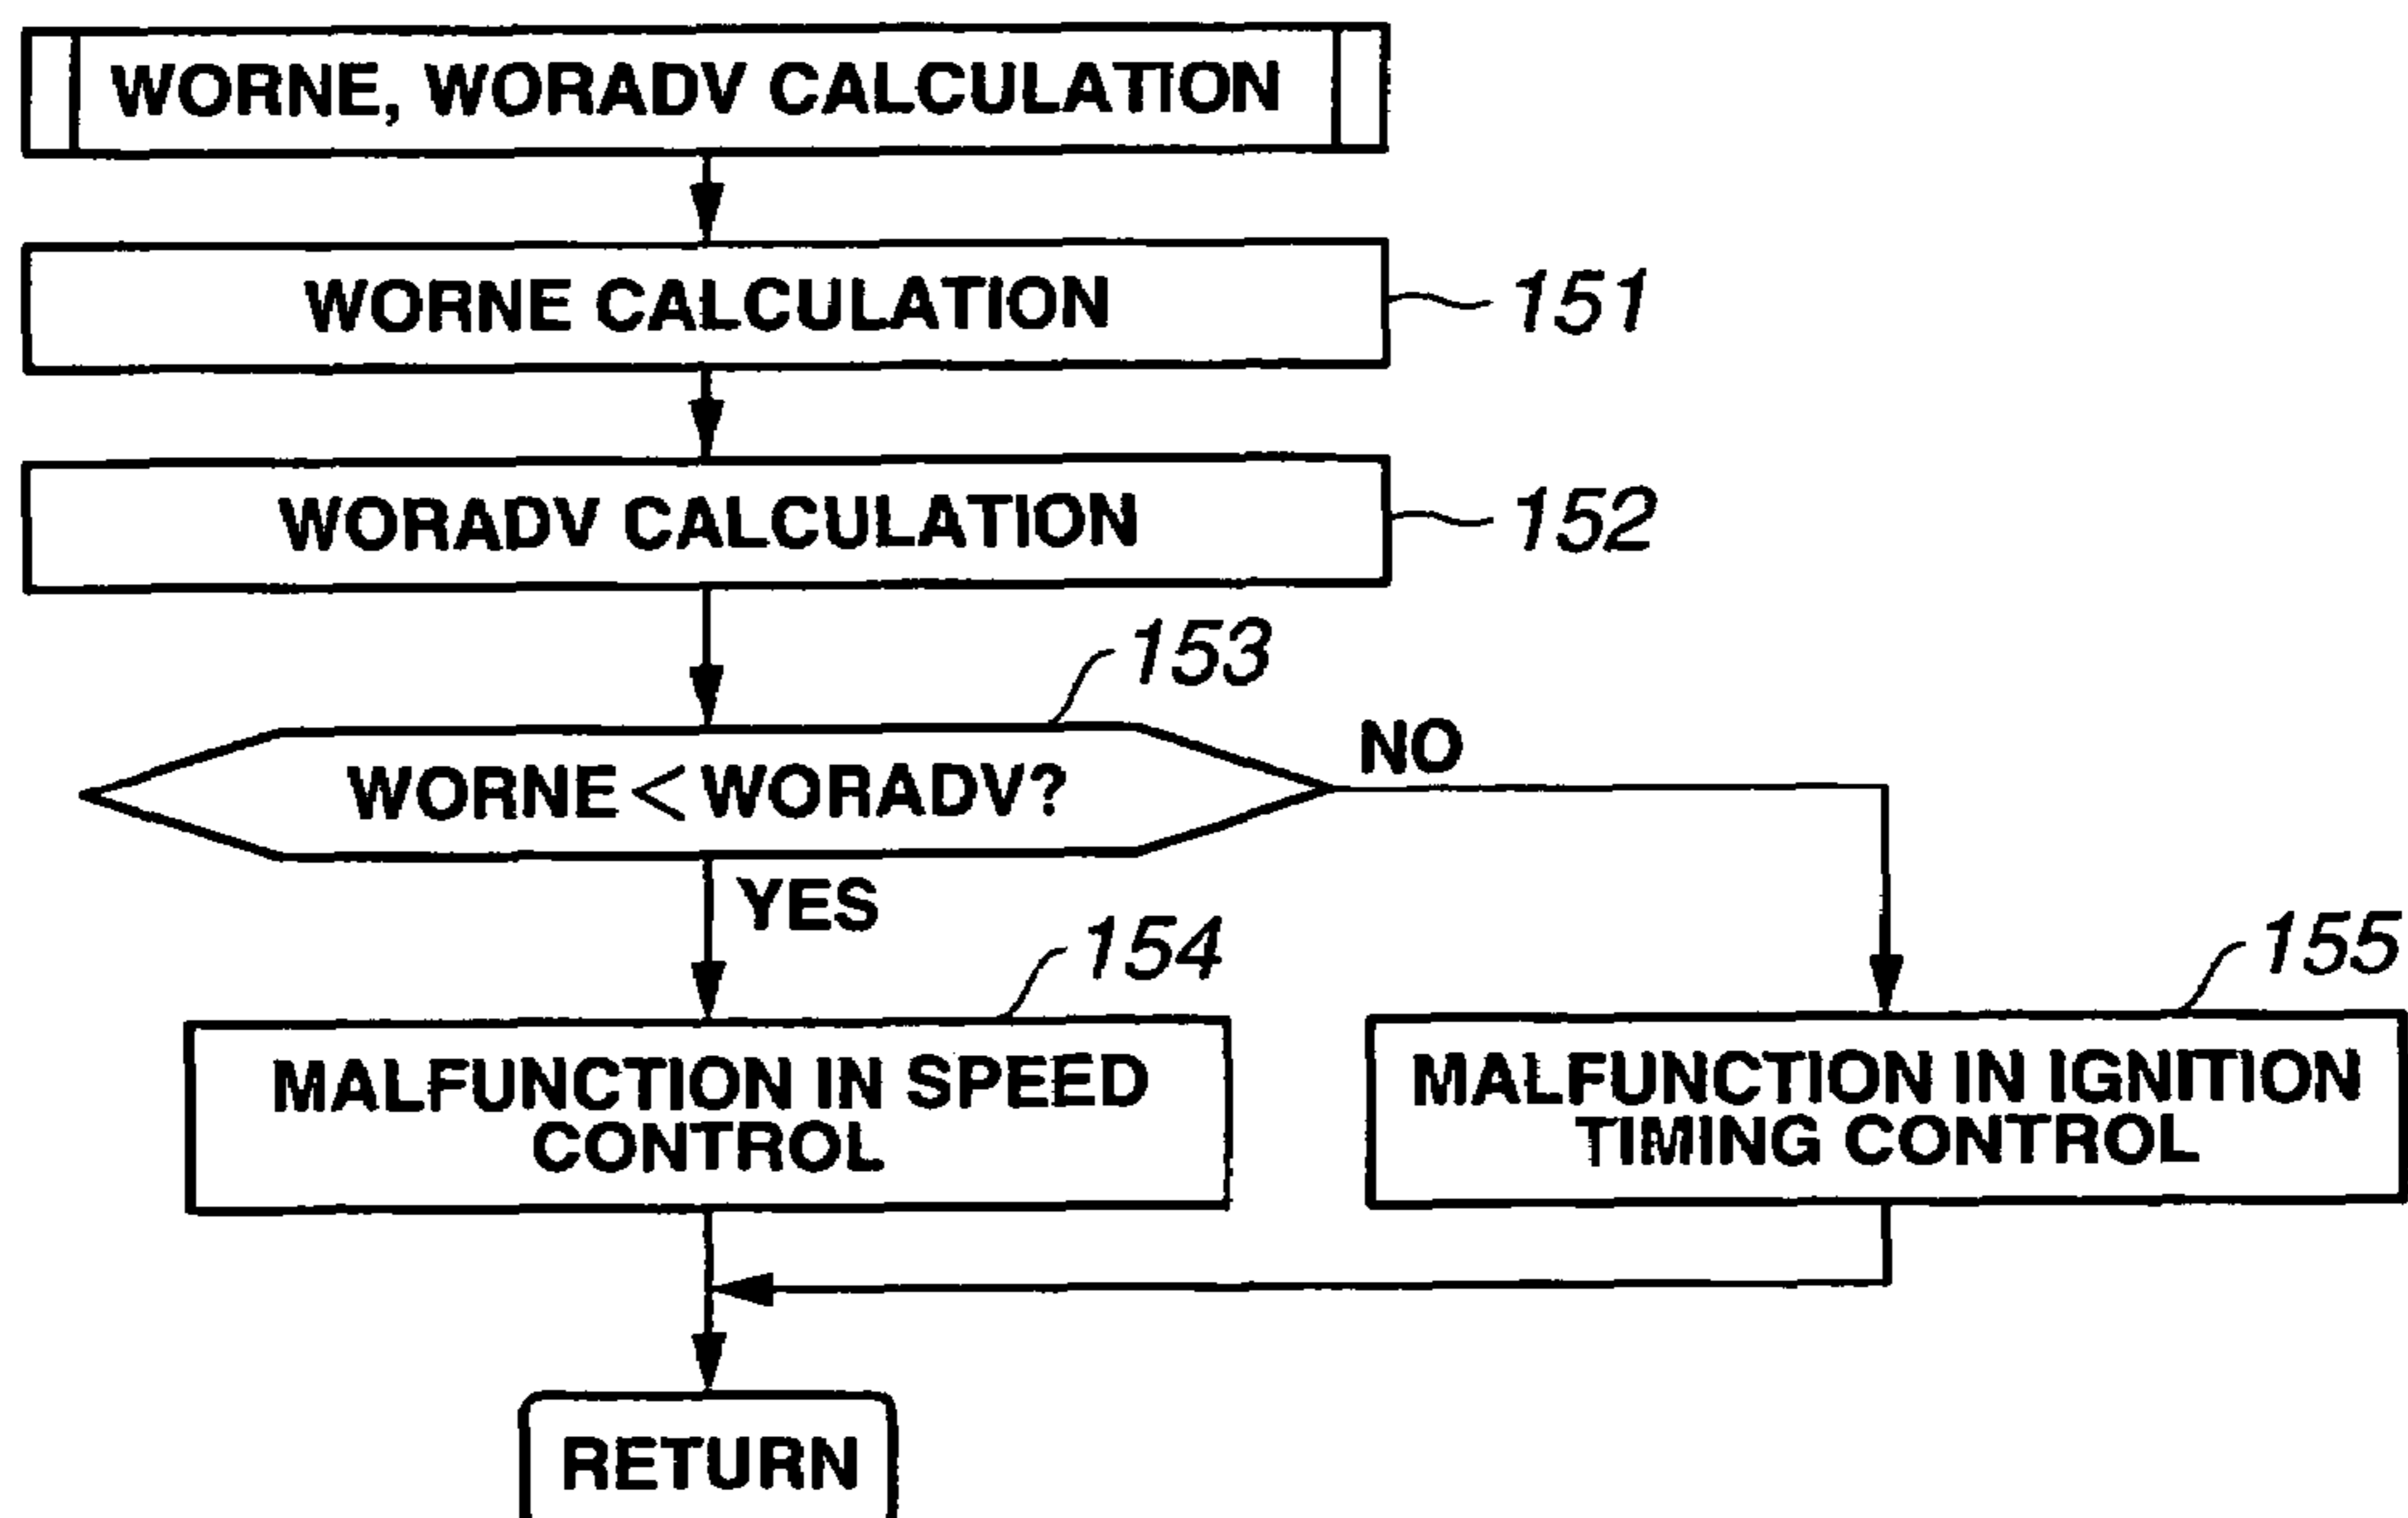 WORNE, WORADV CALCULATION
WORNE CALCULATION
151
WORADV CALCULATION
152
153
WORNE < WORADV?
NO
YES
154
155
MALFUNCTION IN SPEED
CONTROL
MALFUNCTION IN IGNITION
TIMING CONTROL
RETURN